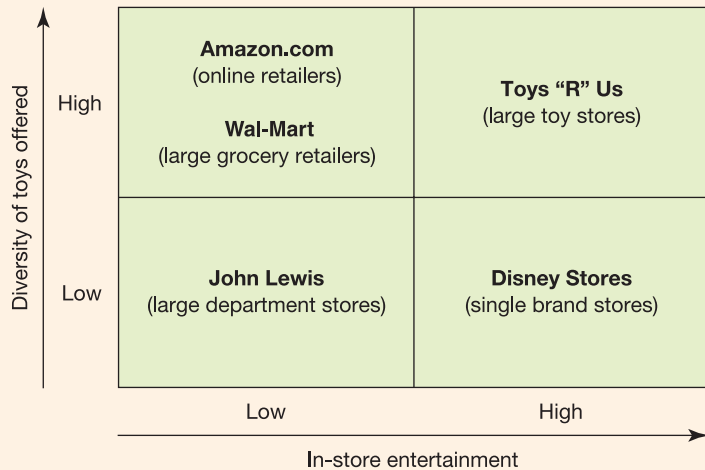 Diversity of toys offered
High
Low
Amazon.com
(online retailers)
Wal-Mart
(large grocery retailers)
Toys “R” Us
(large toy stores)
John Lewis
(large department stores)
Disney Stores
(single brand stores)
Low
High
In-store entertainment